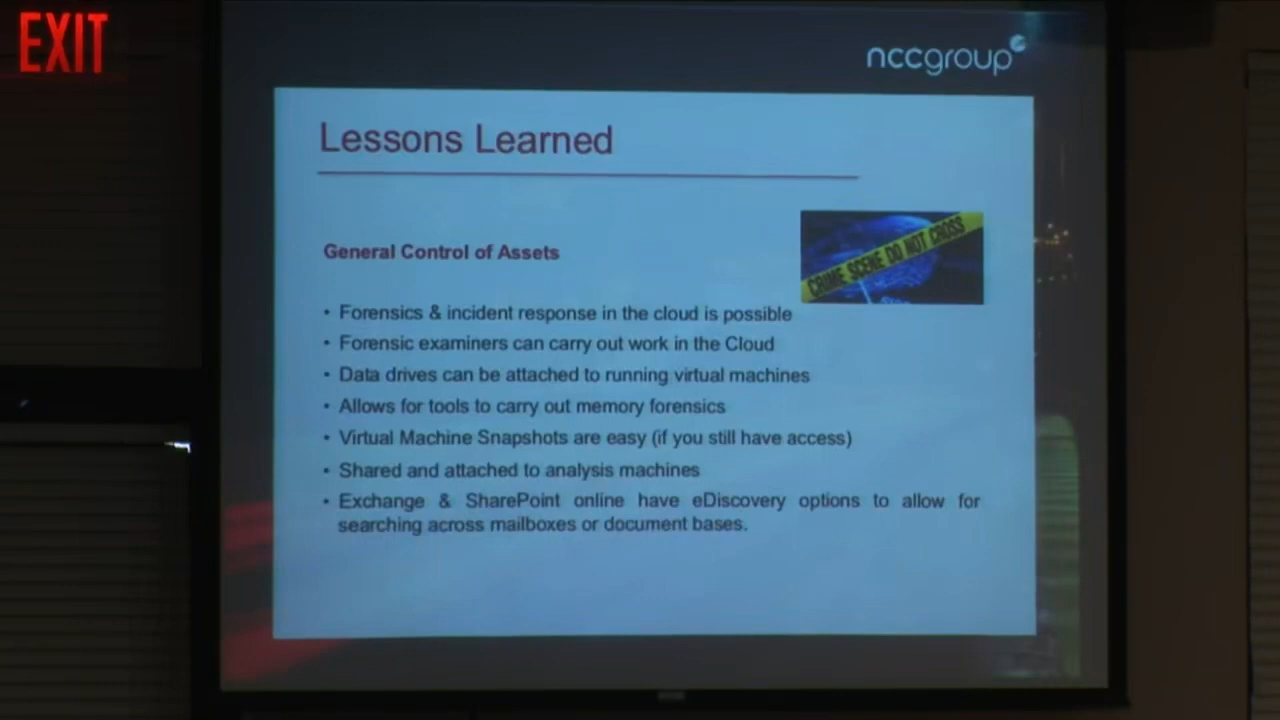 EXIT
nccgroup
Lessons Learned
CRIME SCENE DO NOT CROSS
General Control of Assets
• Forensics & incident response in the cloud is possible
• Forensic examiners can carry out work in the Cloud
• Data drives can be attached to running virtual machines
• Allows for tools to carry out memory forensics
• Virtual Machine Snapshots are easy (if you still have access)
• Shared and attached to analysis machines
• Exchange & SharePoint online have eDiscovery options to allow for
searching across mailboxes or document bases.